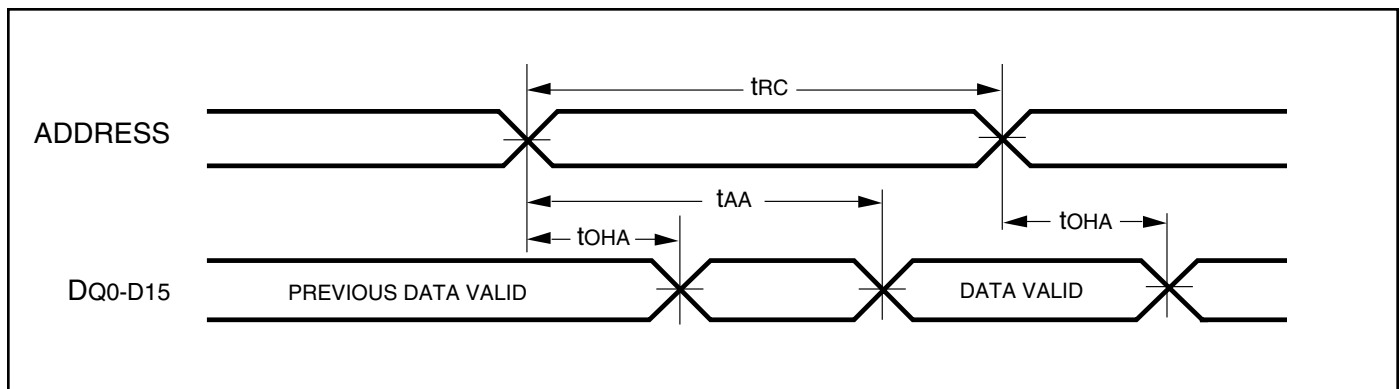 tRC
ADDRESS
tAA
tOHA
tOHA
DQ0-D15
PREVIOUS DATA VALID
DATA VALID